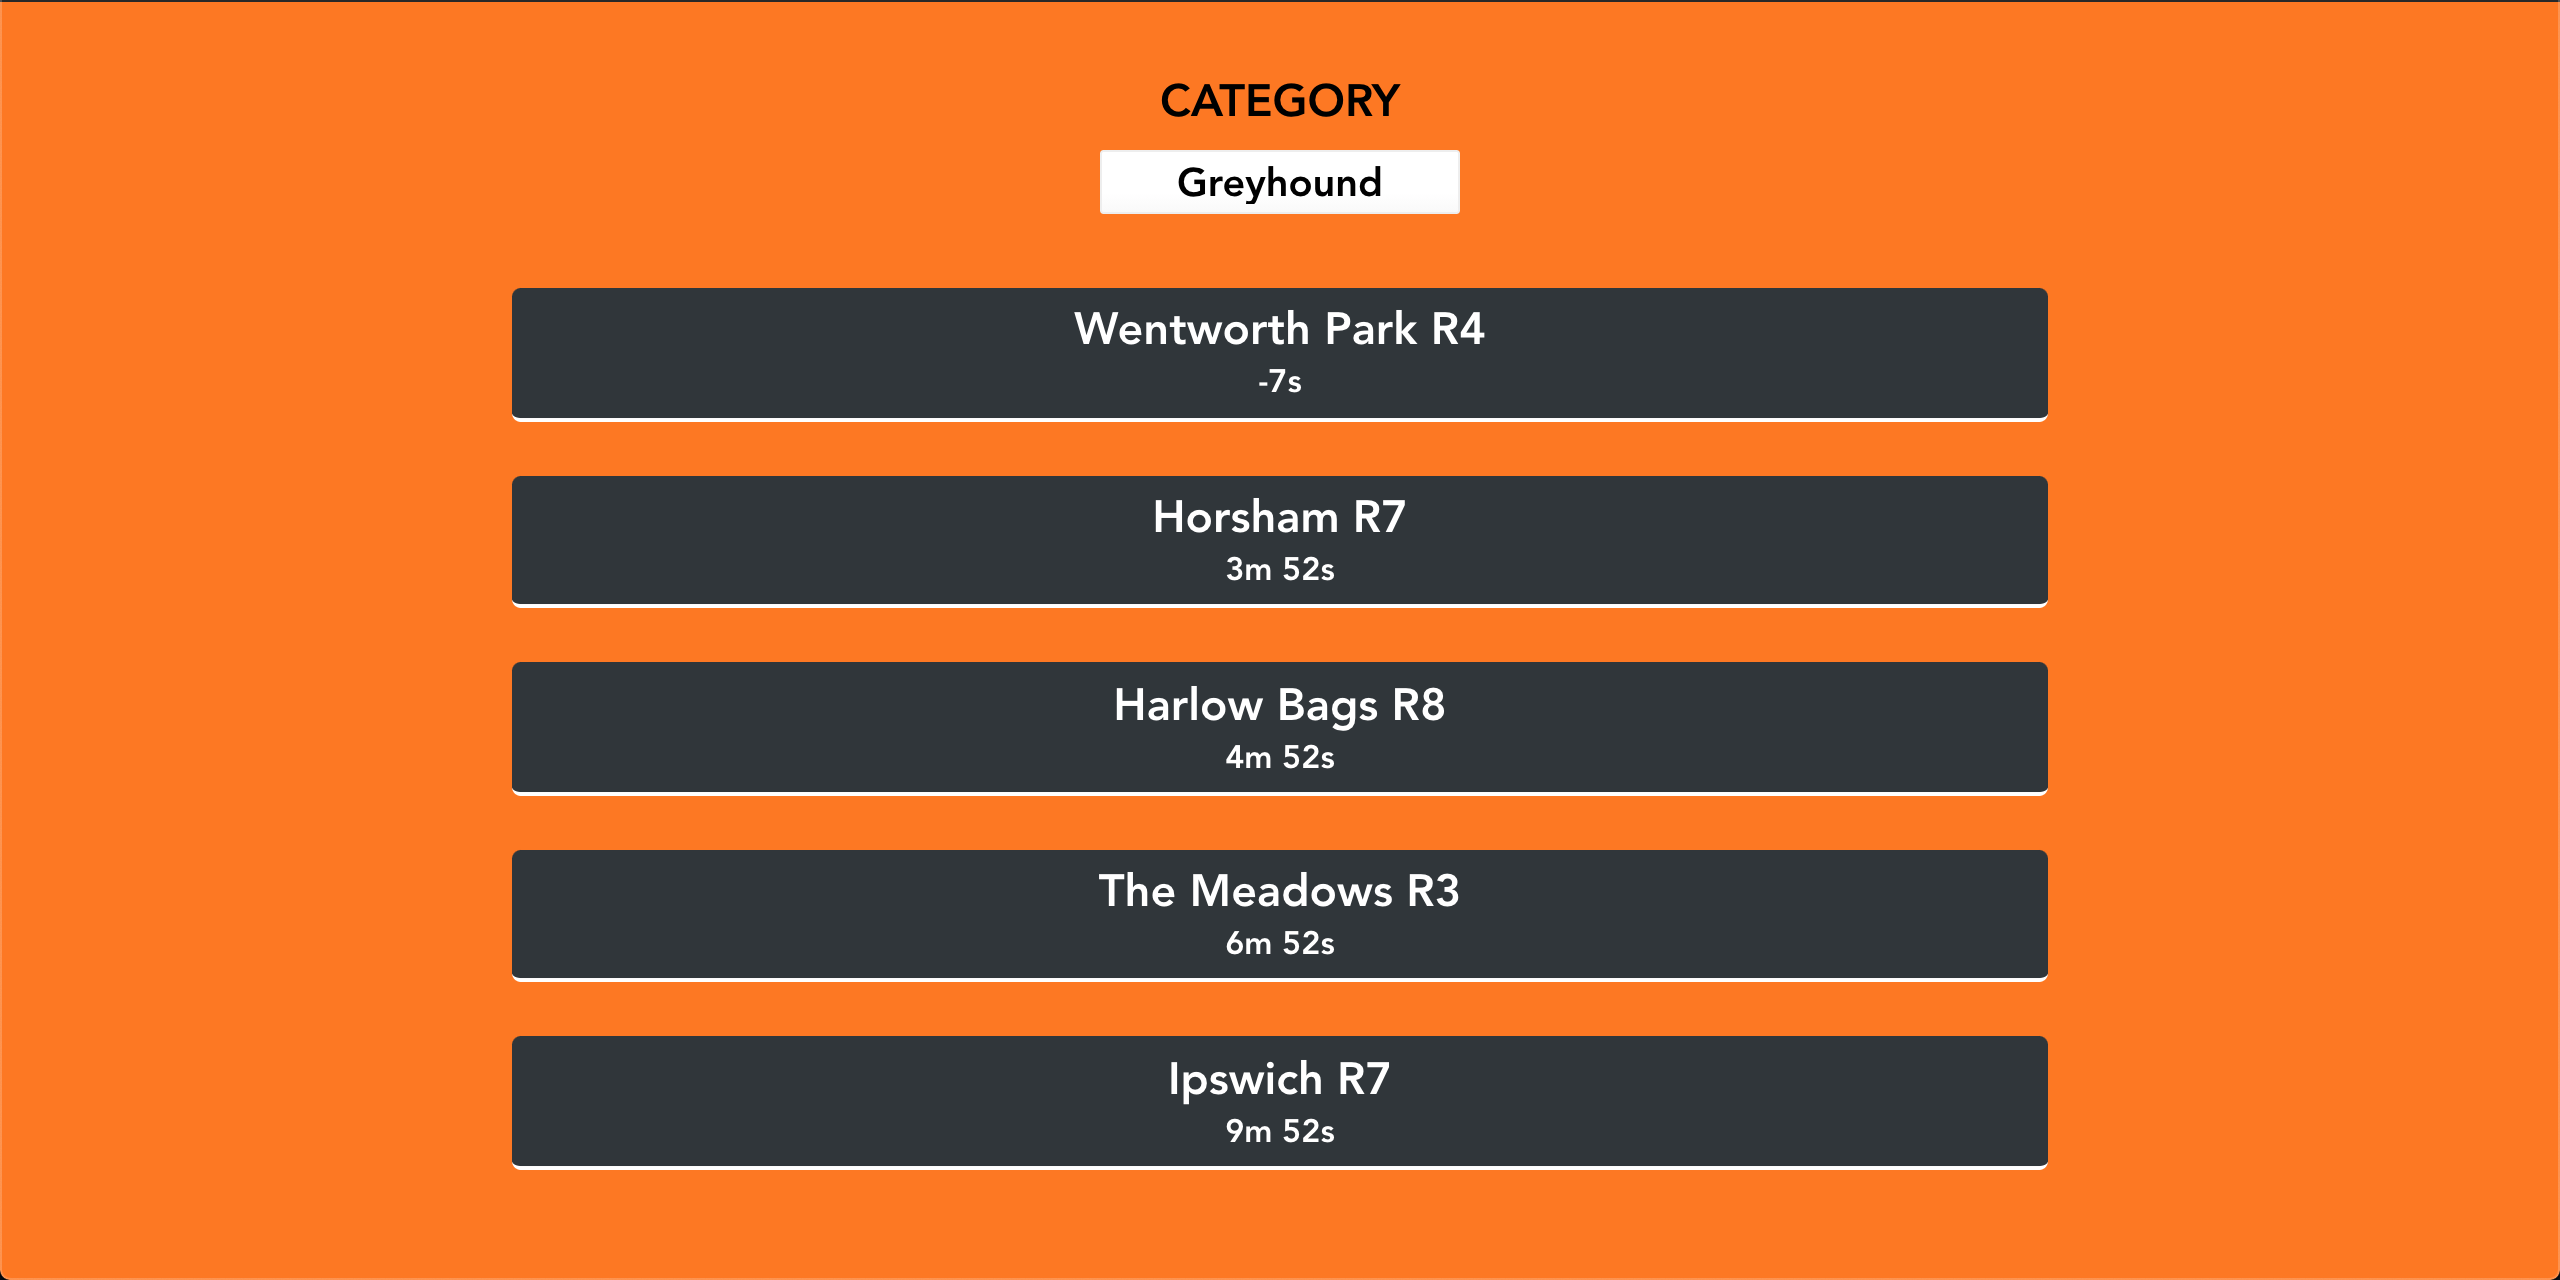 CATEGORY
Greyhound
Wentworth Park R4
-7s
Horsham R7
3m 52s
Harlow Bags R8
4m 52s
The Meadows R3
6m 52s
Ipswich R7
9m 52s